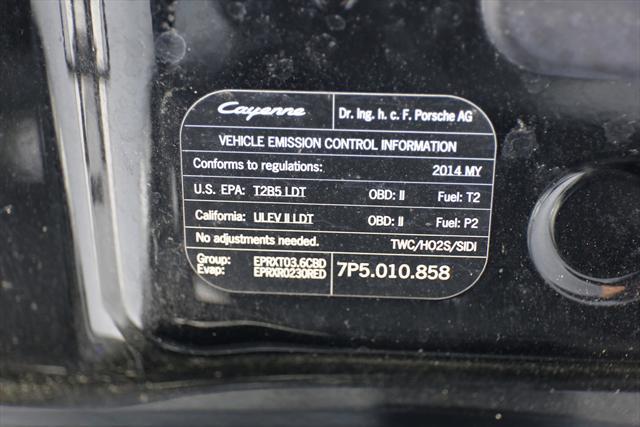 Cayenne Dr. Ing. h. c. F. Porsche AG
VEHICLE EMISSION CONTROL INFORMATION
Conforms to regulations: 2014 MY
U.S. EPA: T2B5 LDT OBD: II Fuel: T2
California: ULEV II LDT OBD: II Fuel: P2
No adjustments needed. TWC/HO2S/SIDI
Group: EPRXT03.6CBD
Evap: EPRXR0230RED
7P5.010.858